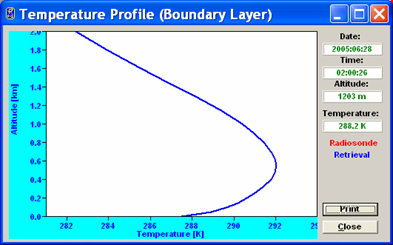 Temperature Profile (Boundary Layer)
2.0
1.8
1.6
1.4
1.2
1.0
0.8
0.6
0.4
0.2
0.0
Altitude [km]
282
284
286
288
290
292
29
Temperature [K]
Date:
2005:06:28
Time:
02:00:26
Altitude:
1203 m
Temperature:
288.2 K
Radiosonde
Retrieval
Print
Close